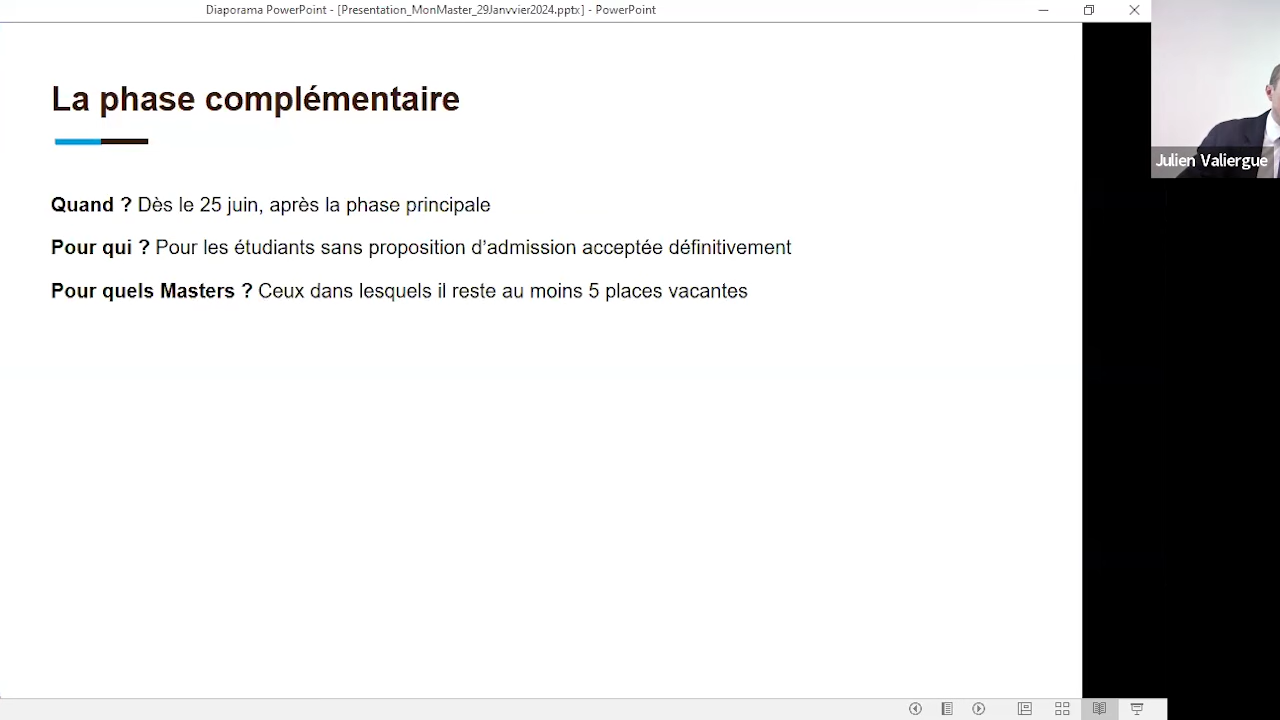 Diaporama PowerPoint - [Presentation_MonMaster_29Janvvier2024.pptx] - PowerPoint
La phase complémentaire
Quand ? Dès le 25 juin, après la phase principale
Pour qui ? Pour les étudiants sans proposition d’admission acceptée définitivement
Pour quels Masters ? Ceux dans lesquels il reste au moins 5 places vacantes
Julien Valiergue